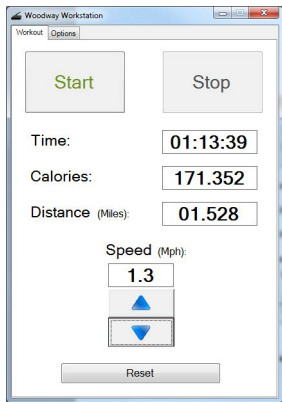 Woodway Workstation
Workout Options
Start Stop
Time: 01:13:39
Calories: 171.352
Distance (Miles): 01.528
Speed (Mph):
1.3
Reset